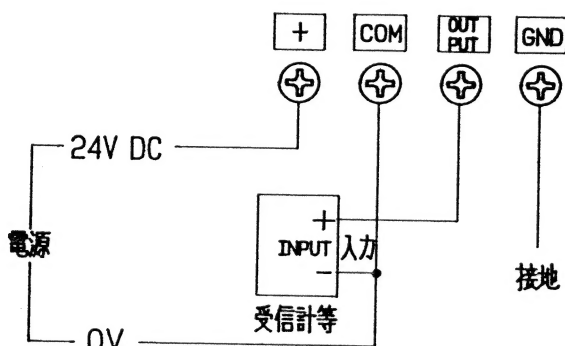 +
COM
OUT
PUT
GND
24V DC
電源
+
INPUT 入力
-
受信計等
接地
0V